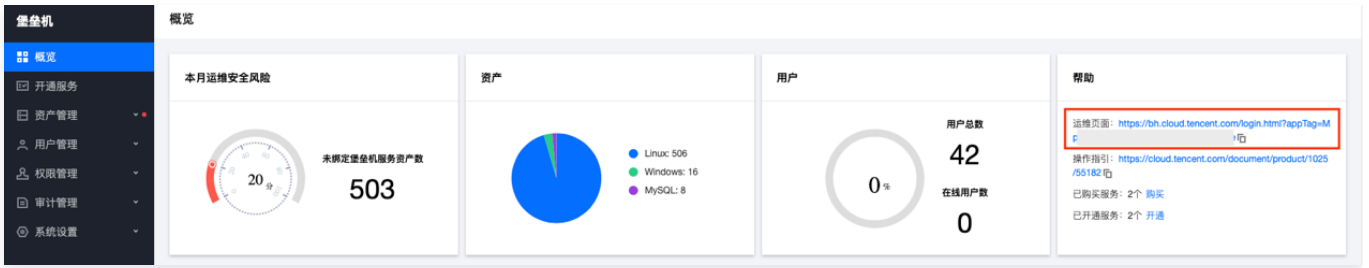 堡垒机
概览
开通服务
资产管理
用户管理
权限管理
审计管理
系统设置
概览
本月运维安全风险
20 分
未绑定堡垒机服务资产数
503
资产
Linux: 506
Windows: 16
MySQL: 8
用户
0 %
用户总数
42
在线用户数
0
帮助
运维页面：https://bh.cloud.tencent.com/login.html?appTag=M
p
操作指引：https://cloud.tencent.com/document/product/1025
/55182
已购买服务：2个 购买
已开通服务：2个 开通